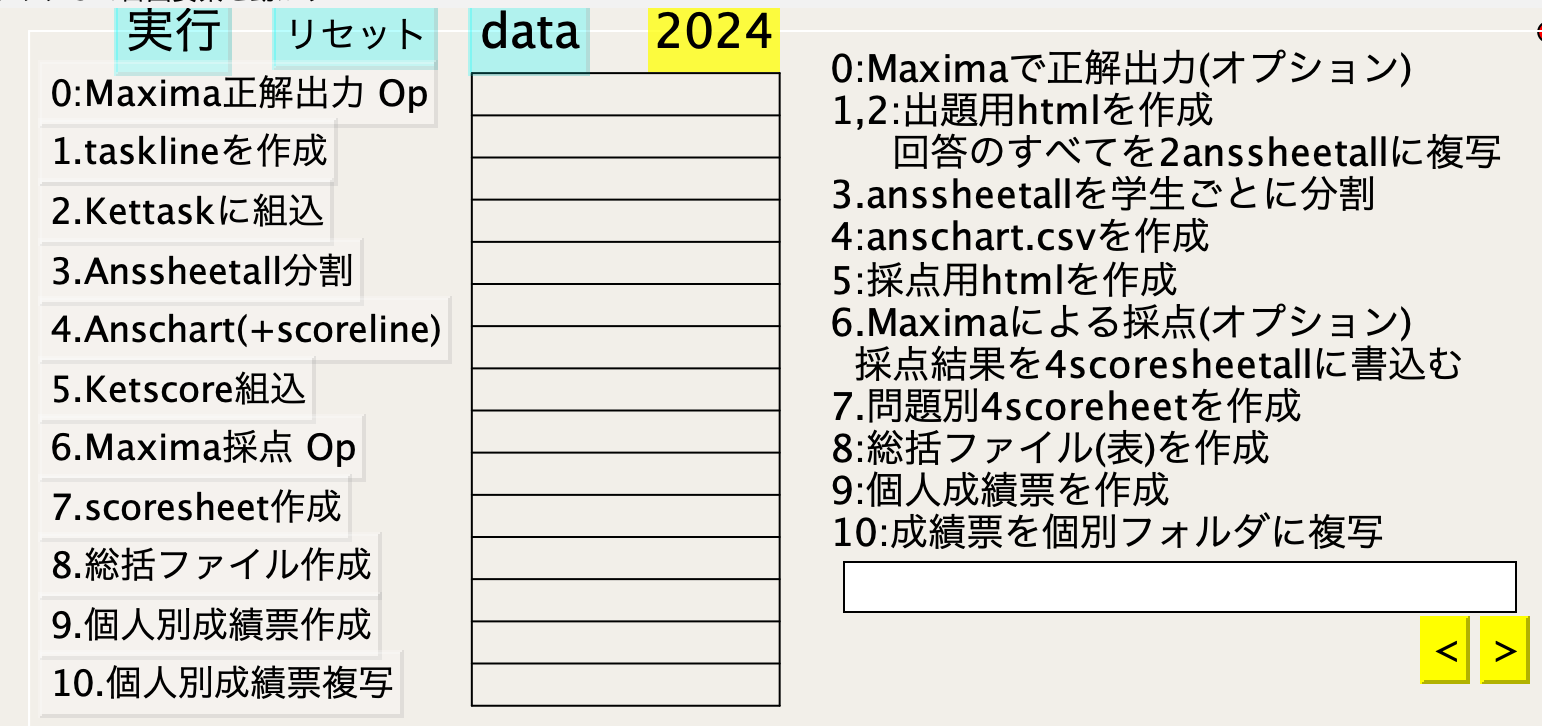 実行 リセット data 2024
0:Maxima正解出力 Op
1.tasklineを作成
2.Kettaskに組込
3.Anssheetall分割
4.Anschart(+scoreline)
5.Ketscore組込
6.Maxima採点 Op
7.scoresheet作成
8.総括ファイル作成
9.個人別成績票作成
10.個人別成績票複写
0:Maximaで正解出力(オプション)
1,2:出題用htmlを作成
回答のすべてを2anssheetallに複写
3.anssheetallを学生ごとに分割
4:anschart.csvを作成
5:採点用htmlを作成
6.Maximaによる採点(オプション)
採点結果を4scoresheetallに書込む
7.問題別4scoreheetを作成
8:総括ファイル(表)を作成
9:個人成績票を作成
10:成績票を個別フォルダに複写
< >